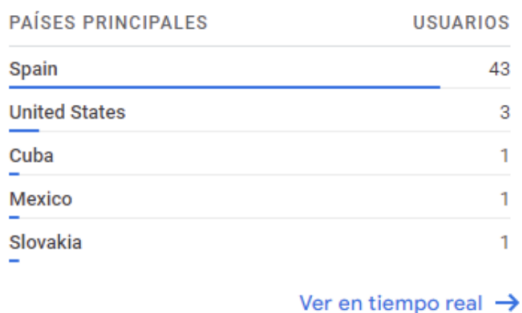 PAÍSES PRINCIPALES USUARIOS
Spain 43
United States 3
Cuba 1
Mexico 1
Slovakia 1
Ver en tiempo real →